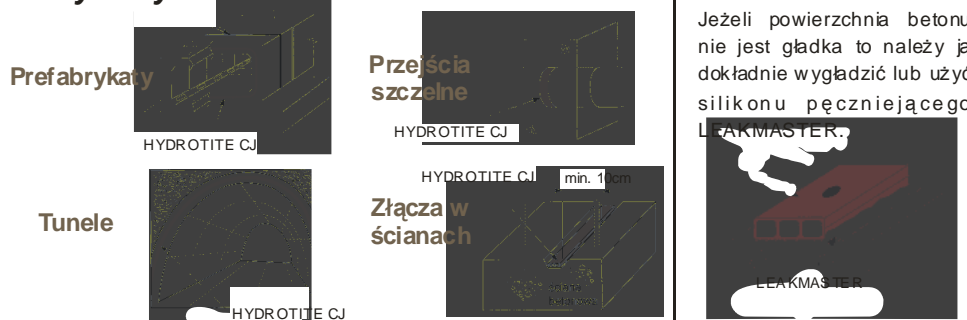 Prefabrykaty
HYDROTITE CJ
Przejścia
szczelne
HYDROTITE CJ
Tunele
HYDROTITE CJ
Złącza w
ścianach
HYDROTITE CJ
min. 10cm
Jeżeli powierzchnia betonu
nie jest gładka to należy ją
dokładnie wygładzić lub użyć
silikonu pęczniejącego
LEAKMASTER.
LEAKMASTER